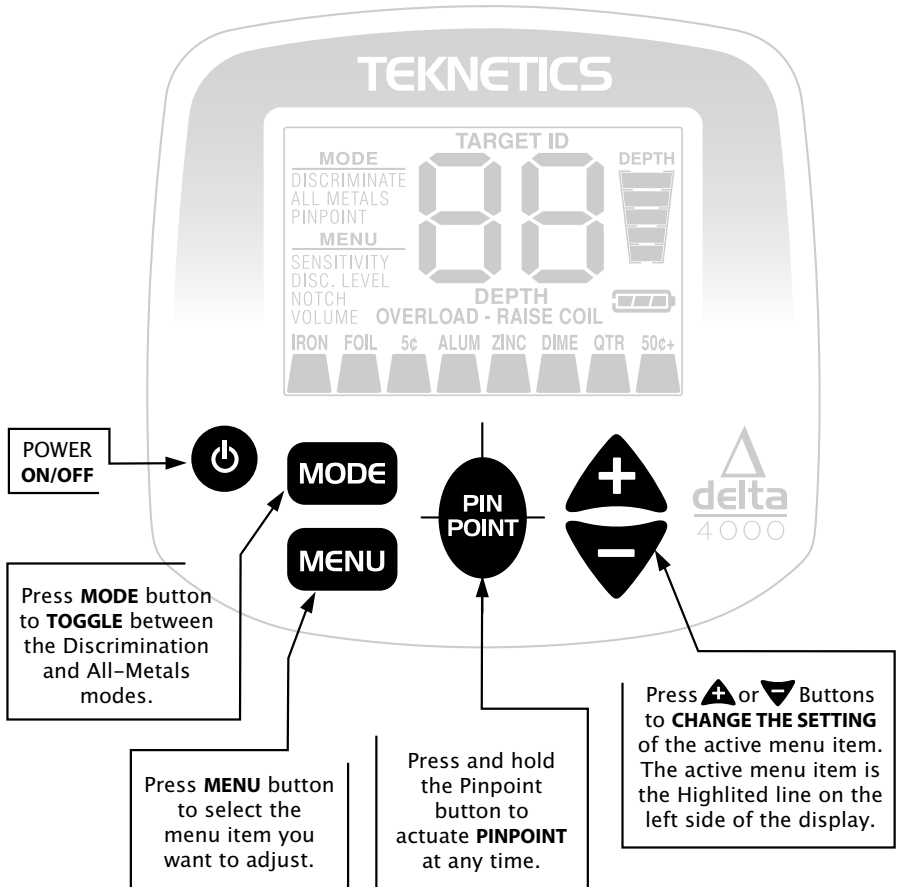 TEKNETICS
TARGET ID
MODE
DISCRIMINATE
ALL METALS
PINPOINT
MENU
SENSITIVITY
DISC. LEVEL
NOTCH
VOLUME
88
DEPTH
DEPTH
OVERLOAD - RAISE COIL
IRON FOIL 5¢ ALUM ZINC DIME QTR 50¢+
POWER
ON/OFF
MODE
MENU
PIN
POINT
+
−
delta
4000
Press MODE button
to TOGGLE between
the Discrimination
and All-Metals
modes.
Press MENU button
to select the
menu item you
want to adjust.
Press and hold
the Pinpoint
button to
actuate PINPOINT
at any time.
Press + or − Buttons
to CHANGE THE SETTING
of the active menu item.
The active menu item is
the Highlited line on the
left side of the display.